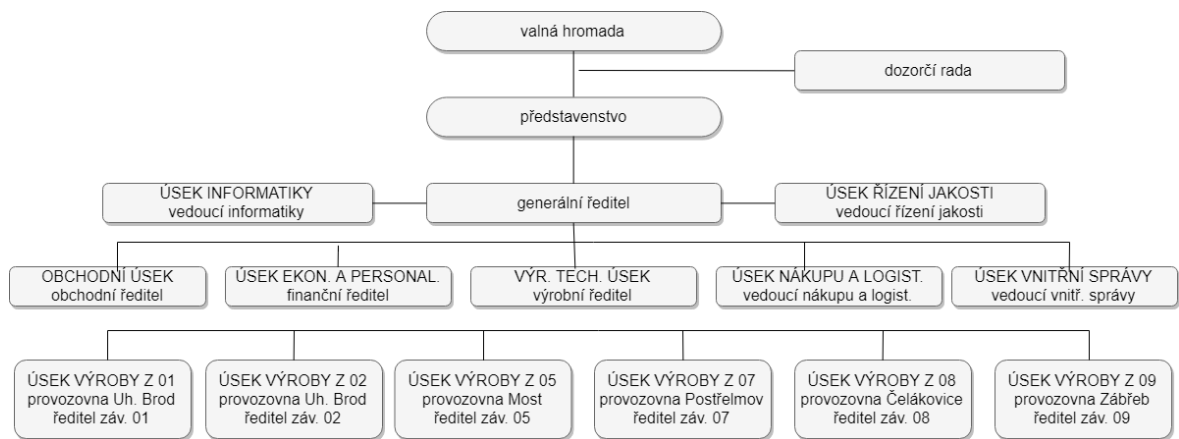 valná hromada
dozorčí rada
představenstvo
ÚSEK INFORMATIKY
vedoucí informatiky
generální ředitel
ÚSEK ŘÍZENÍ JAKOSTI
vedoucí řízení jakosti
OBCHODNÍ ÚSEK
obchodní ředitel
ÚSEK EKON. A PERSONAL.
finanční ředitel
VÝR. TECH. ÚSEK
výrobní ředitel
ÚSEK NÁKUPU A LOGIST.
vedoucí nákupu a logist.
ÚSEK VNITŘNÍ SPRÁVY
vedoucí vnitř. správy
ÚSEK VÝROBY Z 01
provozovna Uh. Brod
ředitel záv. 01
ÚSEK VÝROBY Z 02
provozovna Uh. Brod
ředitel záv. 02
ÚSEK VÝROBY Z 05
provozovna Most
ředitel záv. 05
ÚSEK VÝROBY Z 07
provozovna Postřelmov
ředitel záv. 07
ÚSEK VÝROBY Z 08
provozovna Čelákovice
ředitel záv. 08
ÚSEK VÝROBY Z 09
provozovna Zábřeb
ředitel záv. 09